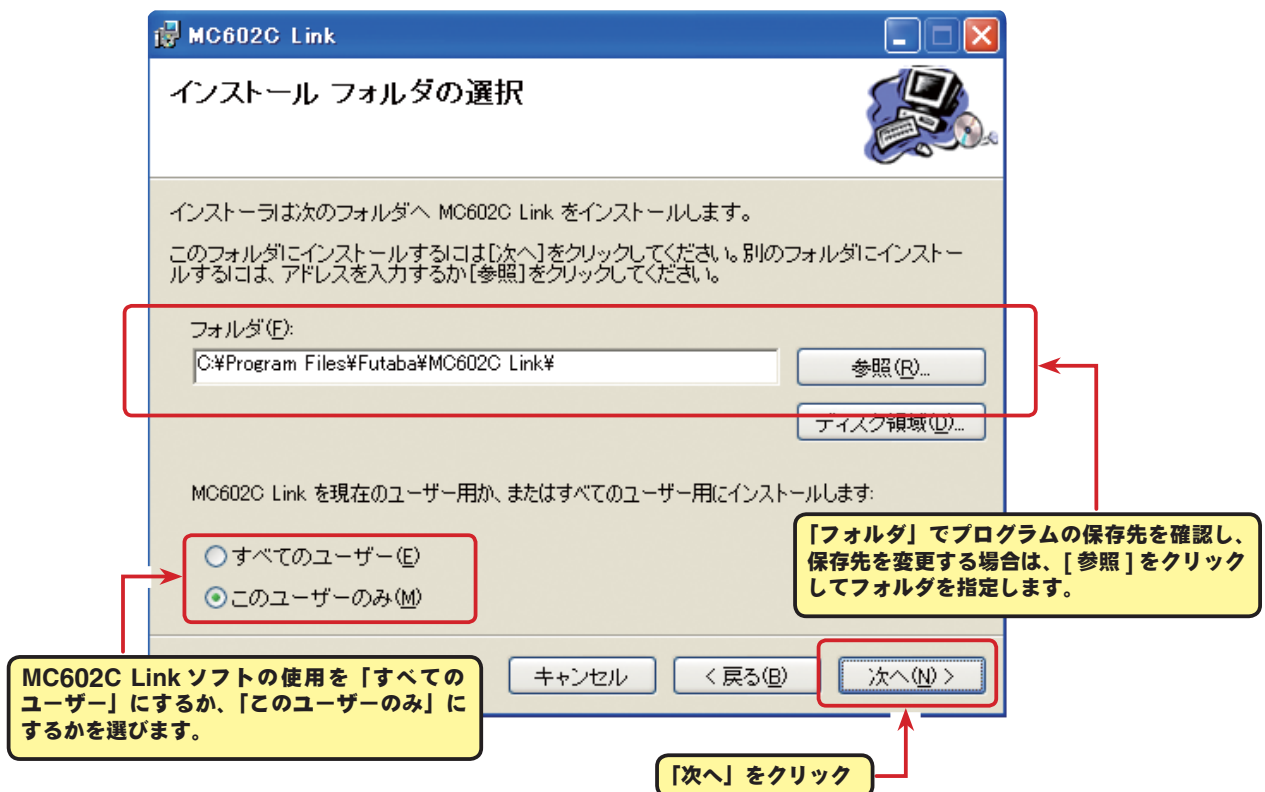 MC602C Link
インストール フォルダの選択
インストーラは次のフォルダへ MC602C Link をインストールします。
このフォルダにインストールするには[次へ]をクリックしてください。別のフォルダにインストー
ルするには、アドレスを入力するか[参照]をクリックしてください。
フォルダ(F):
C:¥Program Files¥Futaba¥MC602C Link¥
参照(R)...
ディスク領域(D)...
MC602C Link を現在のユーザー用か、またはすべてのユーザー用にインストールします:
すべてのユーザー(E)
このユーザーのみ(M)
「フォルダ」でプログラムの保存先を確認し、
保存先を変更する場合は、[ 参照 ] をクリック
してフォルダを指定します。
MC602C Link ソフトの使用を「すべての
ユーザー」にするか、「このユーザーのみ」に
するかを選びます。
キャンセル
< 戻る(B)
次へ(N) >
「次へ」をクリック